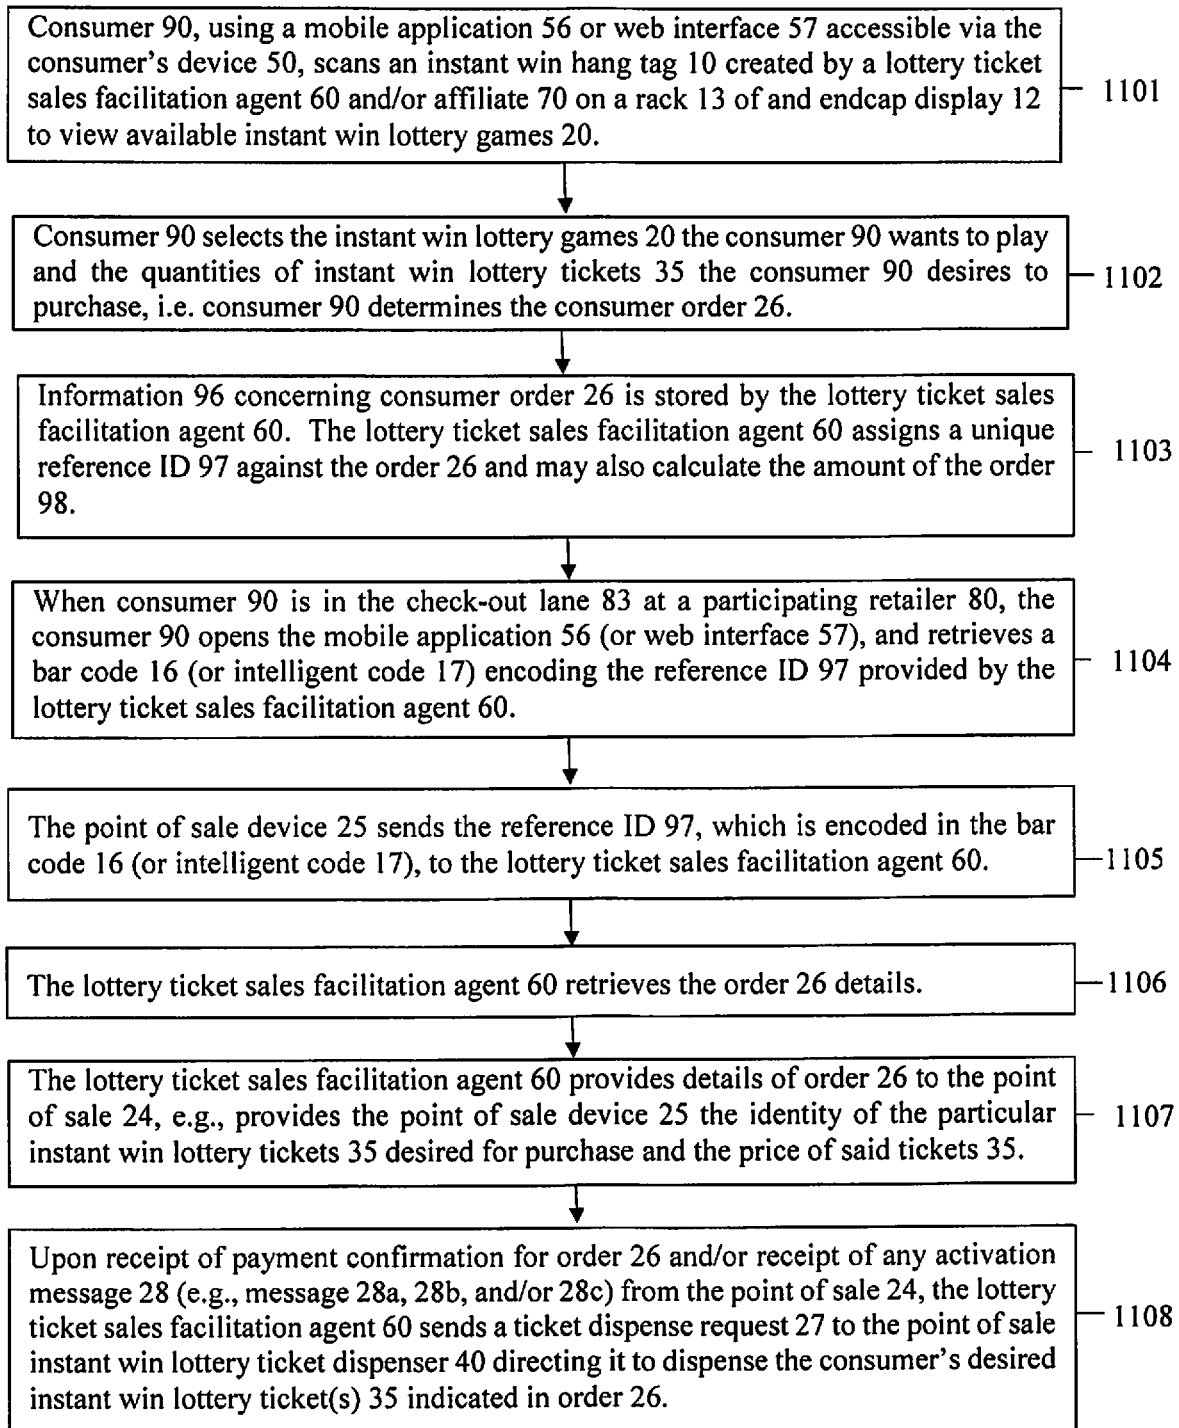 Consumer 90, using a mobile application 56 or web interface 57 accessible via the
consumer's device 50, scans an instant win hang tag 10 created by a lottery ticket
sales facilitation agent 60 and/or affiliate 70 on a rack 13 of and endcap display 12
to view available instant win lottery games 20.
1101
Consumer 90 selects the instant win lottery games 20 the consumer 90 wants to play
and the quantities of instant win lottery tickets 35 the consumer 90 desires to
purchase, i.e. consumer 90 determines the consumer order 26.
1102
Information 96 concerning consumer order 26 is stored by the lottery ticket sales
facilitation agent 60. The lottery ticket sales facilitation agent 60 assigns a unique
reference ID 97 against the order 26 and may also calculate the amount of the order
98.
1103
When consumer 90 is in the check-out lane 83 at a participating retailer 80, the
consumer 90 opens the mobile application 56 (or web interface 57), and retrieves a
bar code 16 (or intelligent code 17) encoding the reference ID 97 provided by the
lottery ticket sales facilitation agent 60.
1104
The point of sale device 25 sends the reference ID 97, which is encoded in the bar
code 16 (or intelligent code 17), to the lottery ticket sales facilitation agent 60.
1105
The lottery ticket sales facilitation agent 60 retrieves the order 26 details.
1106
The lottery ticket sales facilitation agent 60 provides details of order 26 to the point
of sale 24, e.g., provides the point of sale device 25 the identity of the particular
instant win lottery tickets 35 desired for purchase and the price of said tickets 35.
1107
Upon receipt of payment confirmation for order 26 and/or receipt of any activation
message 28 (e.g., message 28a, 28b, and/or 28c) from the point of sale 24, the lottery
ticket sales facilitation agent 60 sends a ticket dispense request 27 to the point of sale
instant win lottery ticket dispenser 40 directing it to dispense the consumer's desired
instant win lottery ticket(s) 35 indicated in order 26.
1108